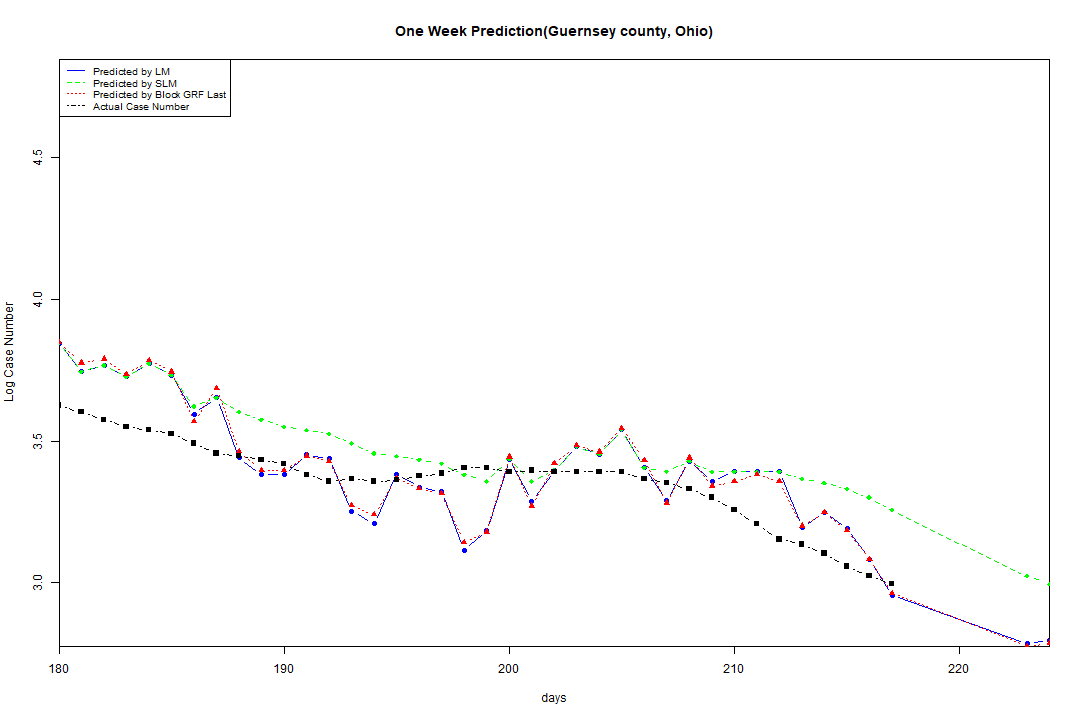 One Week Prediction(Guernsey county, Ohio)
Predicted by LM
Predicted by SLM
Predicted by Block GRF Last
Actual Case Number
4.5
4.0
3.5
3.0
Log Case Number
180 190 200 210 220
days